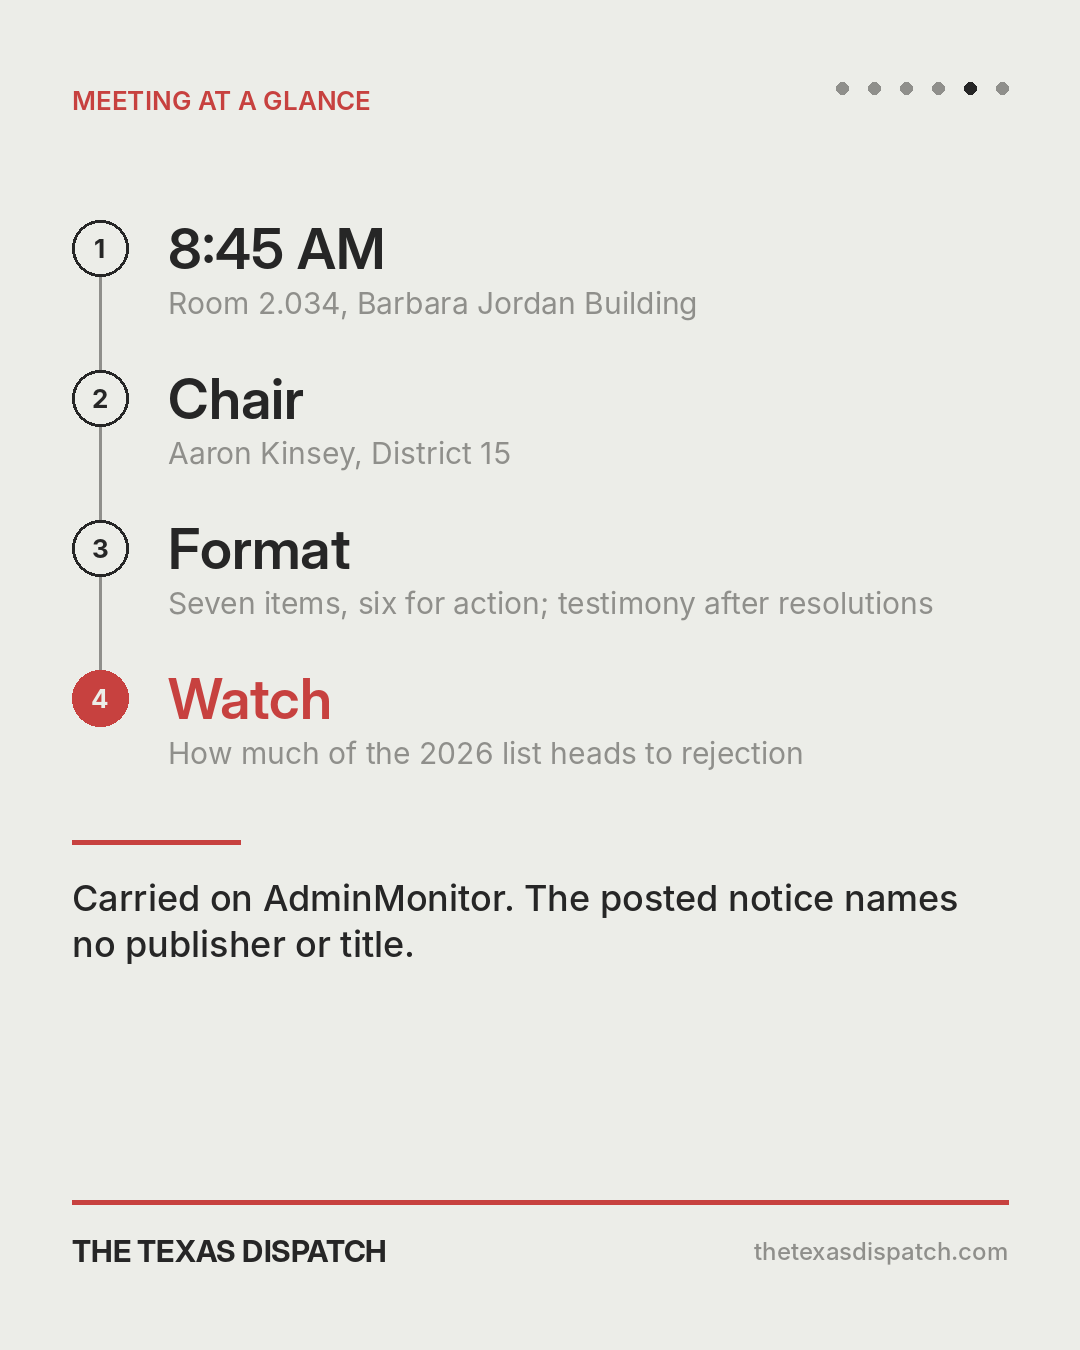 MEETING AT A GLANCE
1
8:45 AM
Room 2.034, Barbara Jordan Building
2
Chair
Aaron Kinsey, District 15
3
Format
Seven items, six for action; testimony after resolutions
4
Watch
How much of the 2026 list heads to rejection
Carried on AdminMonitor. The posted notice names
no publisher or title.
THE TEXAS DISPATCH
thetexasdispatch.com